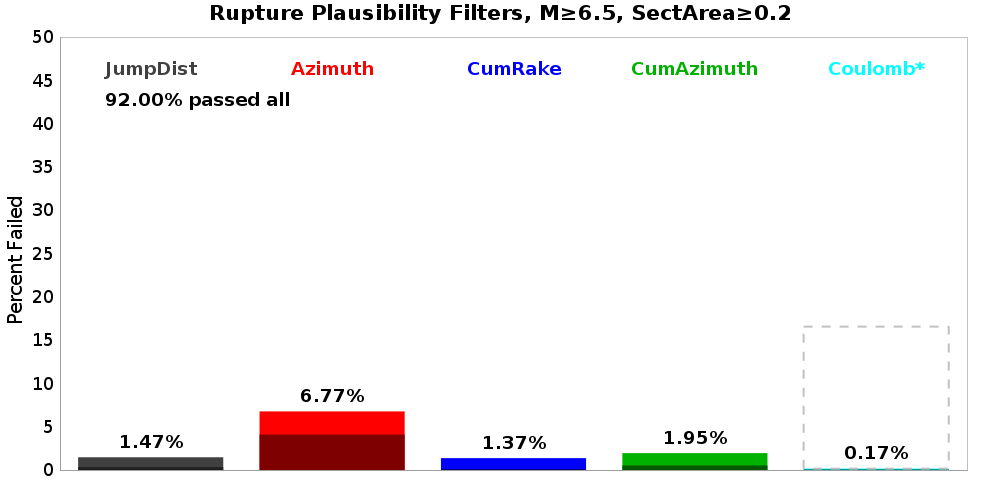 Rupture Plausibility Filters, M≥6.5, SectArea≥0.2
Percent Failed
50
45
40
35
30
25
20
15
10
5
0
JumpDist Azimuth CumRake CumAzimuth Coulomb*
92.00% passed all
1.47% 6.77% 1.37% 1.95% 0.17%